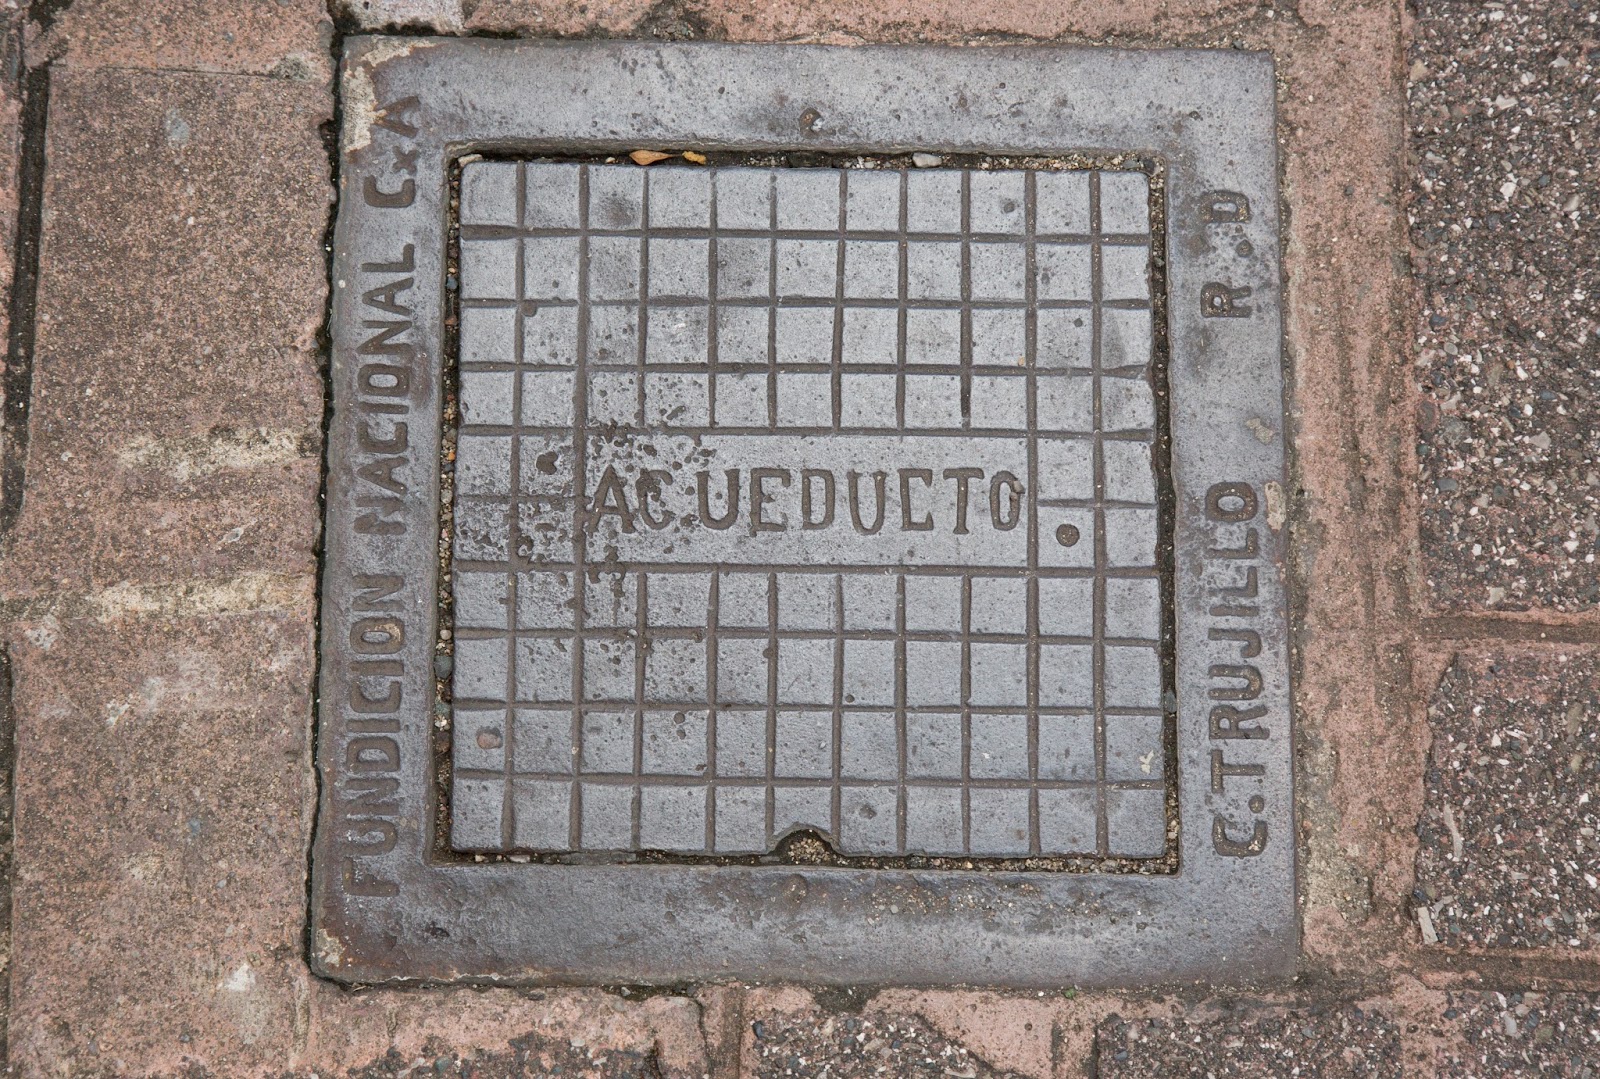 FUNDICION NACIONAL C.A
ACUEDUCTO
C.TRUJILLO R.D